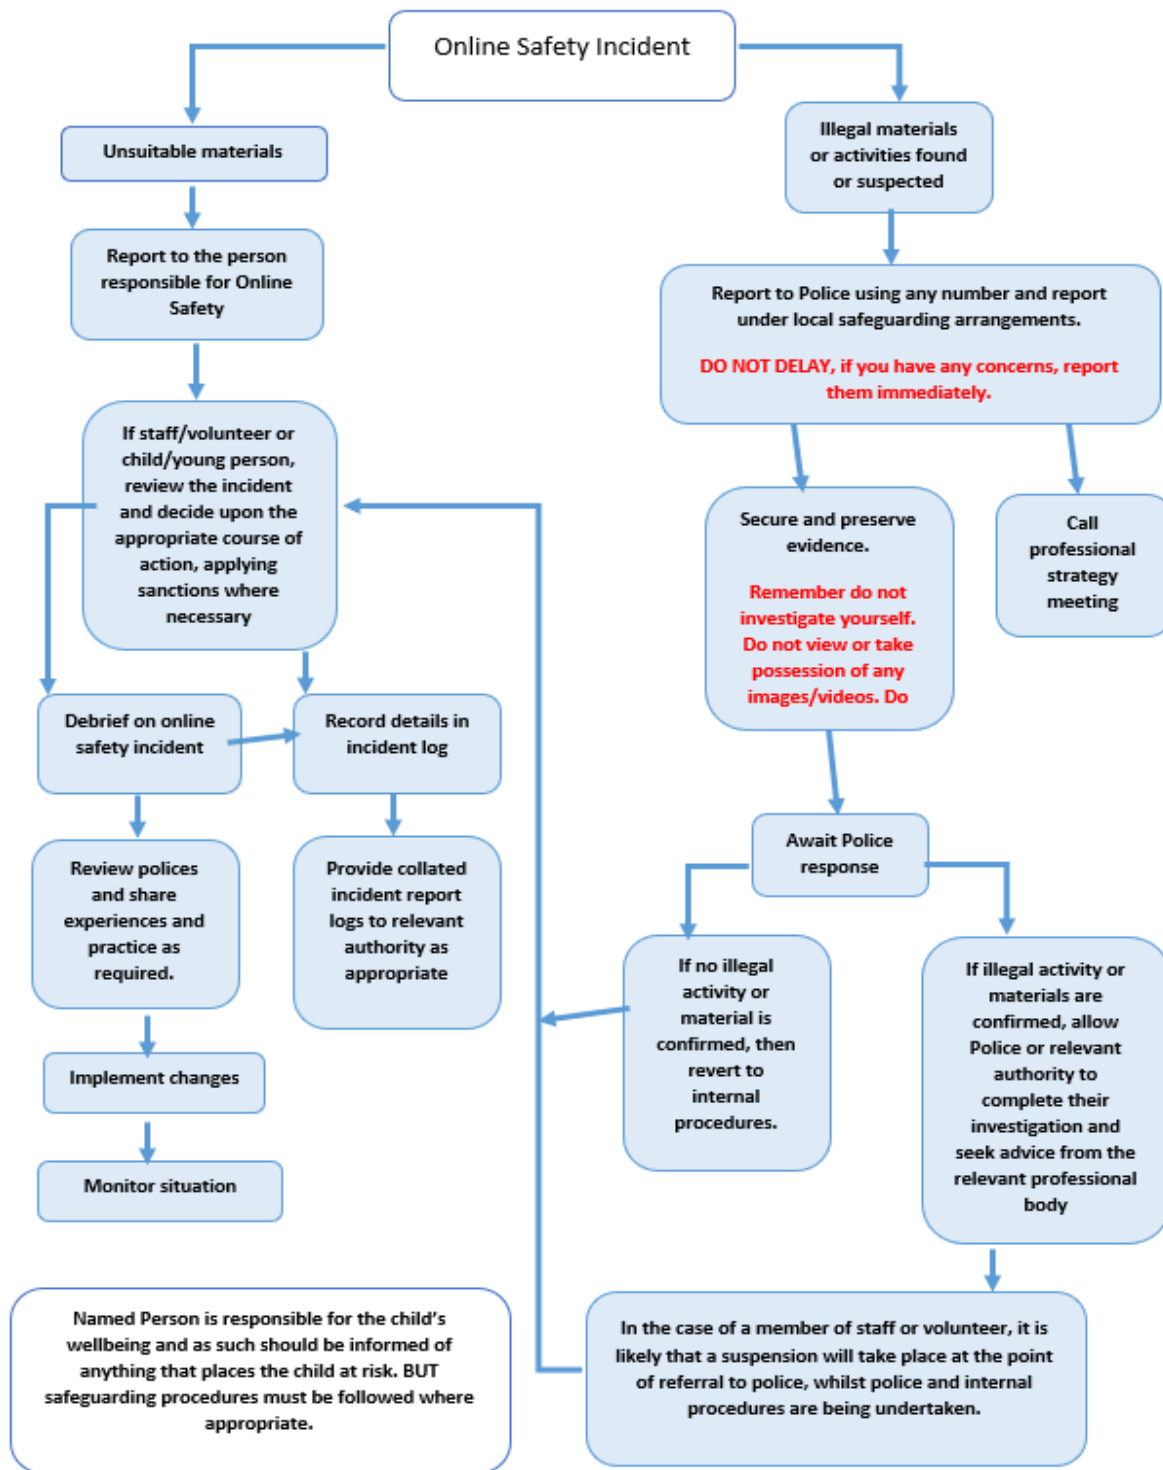 Online Safety Incident
Unsuitable materials
Illegal materials
or activities found
or suspected
Report to the person
responsible for Online
Safety
Report to Police using any number and report
under local safeguarding arrangements.
DO NOT DELAY, if you have any concerns, report
them immediately.
If staff/volunteer or
child/young person,
review the incident
and decide upon the
appropriate course of
action, applying
sanctions where
necessary
Secure and preserve
evidence.
Remember do not
investigate yourself.
Do not view or take
possession of any
images/videos. Do
Call
professional
strategy
meeting
Debrief on online
safety incident
Record details in
incident log
Review polices
and share
experiences and
practice as
required.
Provide collated
incident report
logs to relevant
authority as
appropriate
Await Police
response
If no illegal
activity or
material is
confirmed, then
revert to
internal
procedures.
If illegal activity or
materials are
confirmed, allow
Police or relevant
authority to
complete their
investigation and
seek advice from the
relevant professional
body
Implement changes
Monitor situation
Named Person is responsible for the child's
wellbeing and as such should be informed of
anything that places the child at risk. BUT
safeguarding procedures must be followed where
appropriate.
In the case of a member of staff or volunteer, it is
likely that a suspension will take place at the point
of referral to police, whilst police and internal
procedures are being undertaken.